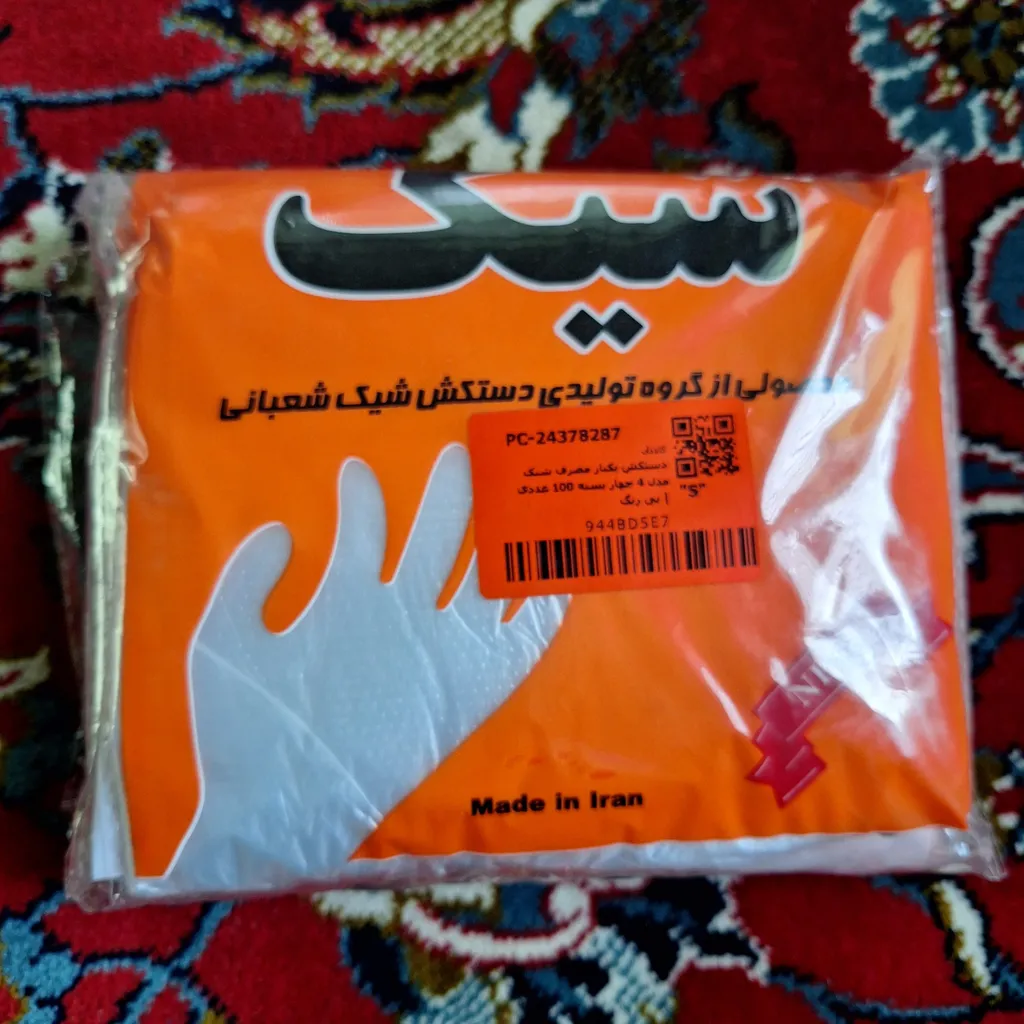 شیک
محصولی از گروه تولیدی دستکش شیک شعبانی
PC-24378287
کالای
دستکش یکبار مصرف شیک
مدل 4 چهار بسته 100 عددی
| بی رنگ
"S"
944BD5E7
Made in Iran